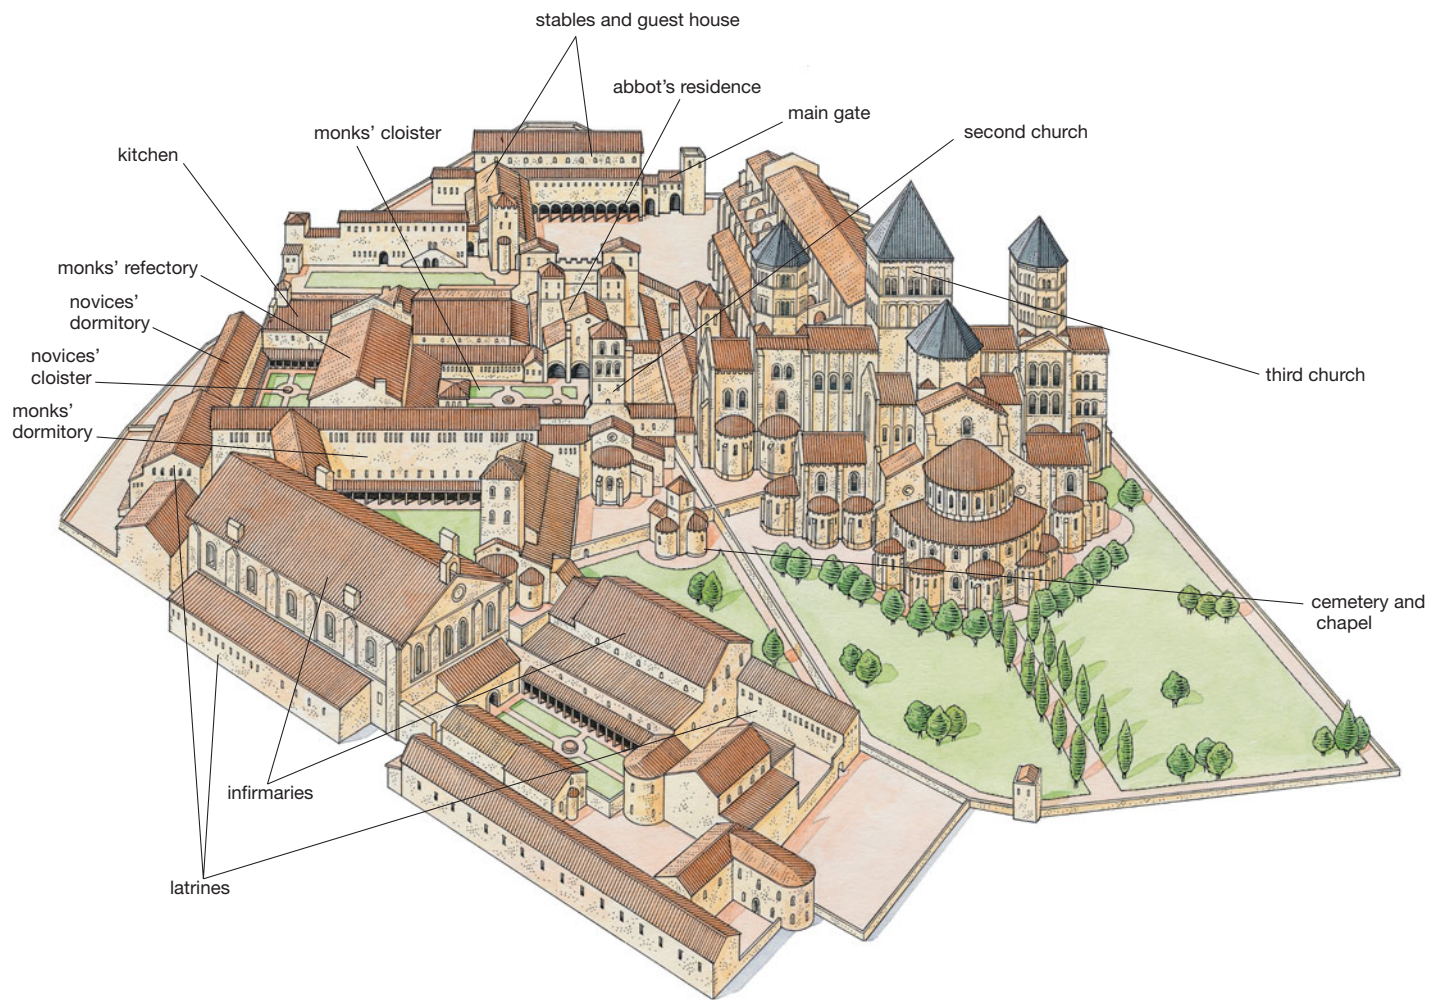 stables and guest house
abbot's residence
main gate
monks' cloister
second church
kitchen
monks' refectory
novices'
dormitory
novices'
cloister
monks'
dormitory
third church
cemetery and
chapel
infirmaries
latrines